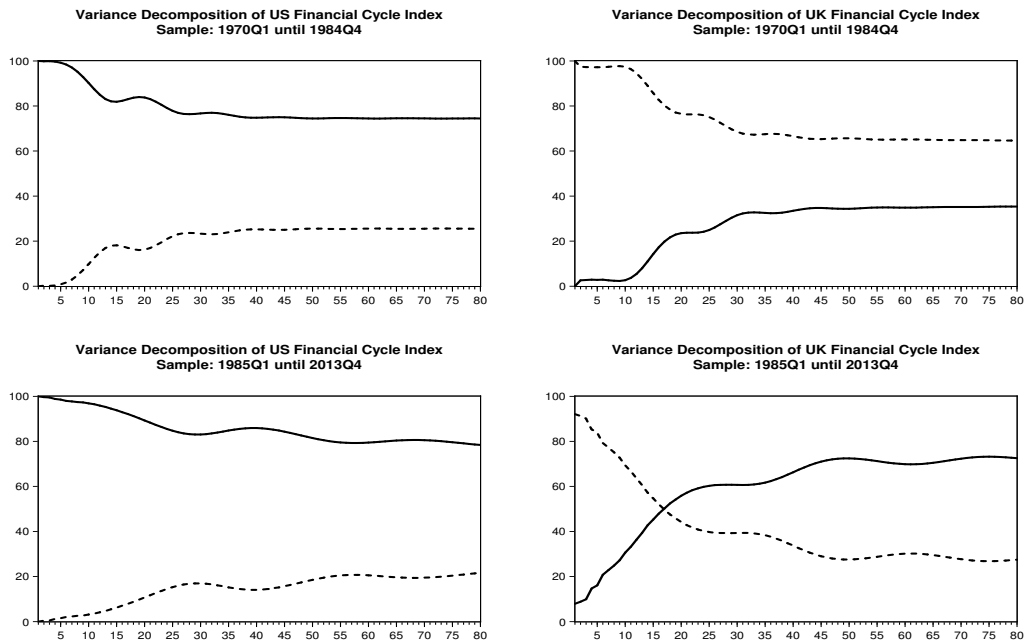 Variance Decomposition of US Financial Cycle Index
Sample: 1970Q1 until 1984Q4
100
80
60
40
20
0
5 10 15 20 25 30 35 40 45 50 55 60 65 70 75 80
Variance Decomposition of UK Financial Cycle Index
Sample: 1970Q1 until 1984Q4
100
80
60
40
20
0
5 10 15 20 25 30 35 40 45 50 55 60 65 70 75 80
Variance Decomposition of US Financial Cycle Index
Sample: 1985Q1 until 2013Q4
100
80
60
40
20
0
5 10 15 20 25 30 35 40 45 50 55 60 65 70 75 80
Variance Decomposition of UK Financial Cycle Index
Sample: 1985Q1 until 2013Q4
100
80
60
40
20
0
5 10 15 20 25 30 35 40 45 50 55 60 65 70 75 80